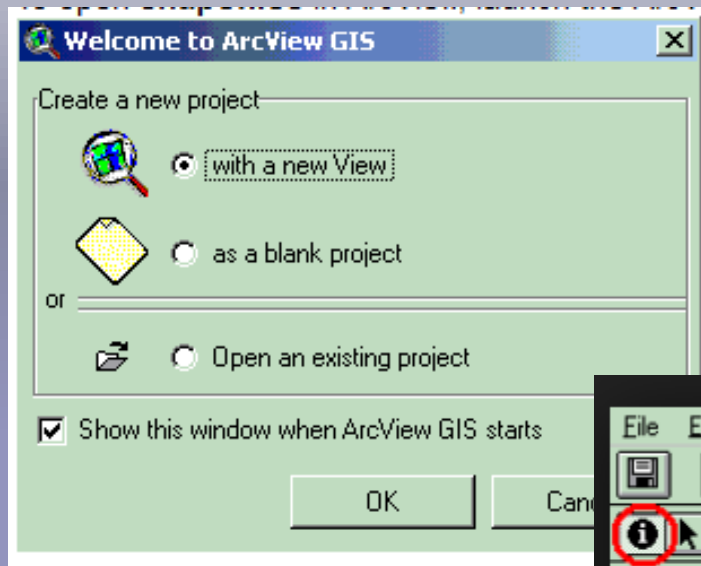 Welcome to ArcView GIS
Create a new project
with a new View
as a blank project
or
Open an existing project
Show this window when ArcView GIS starts
File E
OK Can